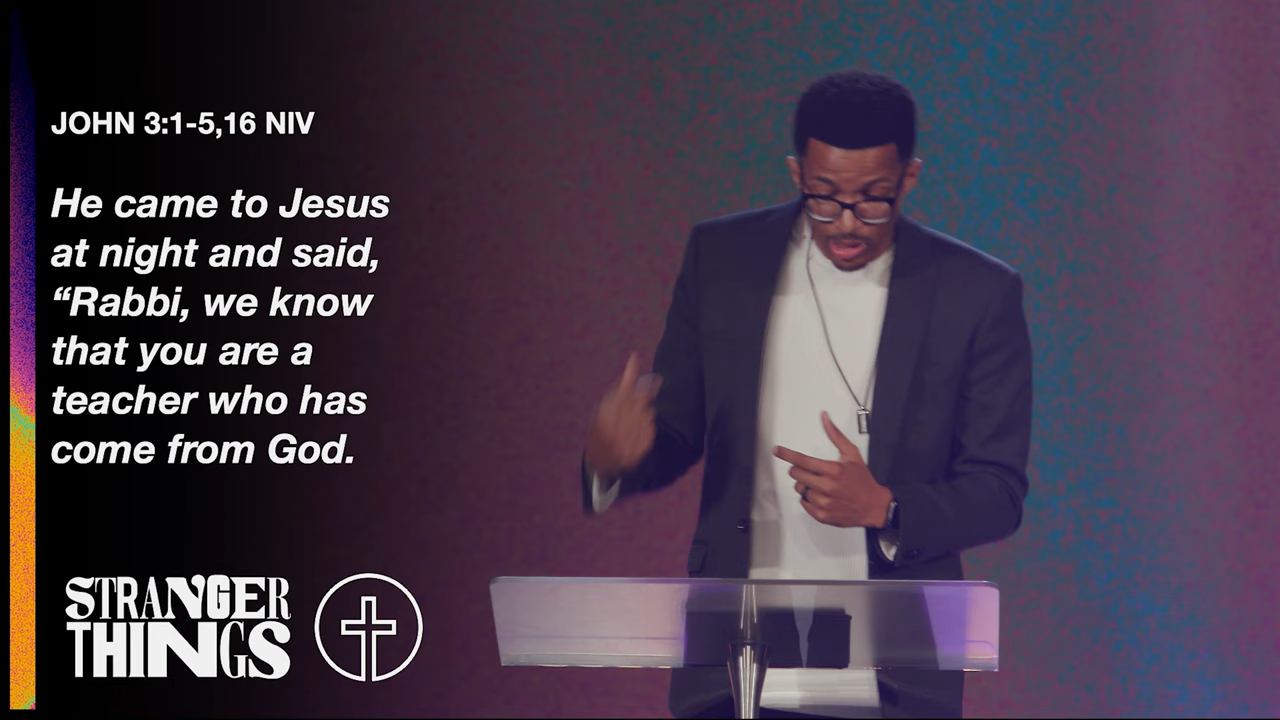 JOHN 3:1-5,16 NIV
He came to Jesus
at night and said,
“Rabbi, we know
that you are a
teacher who has
come from God.
STRANGER
THINGS